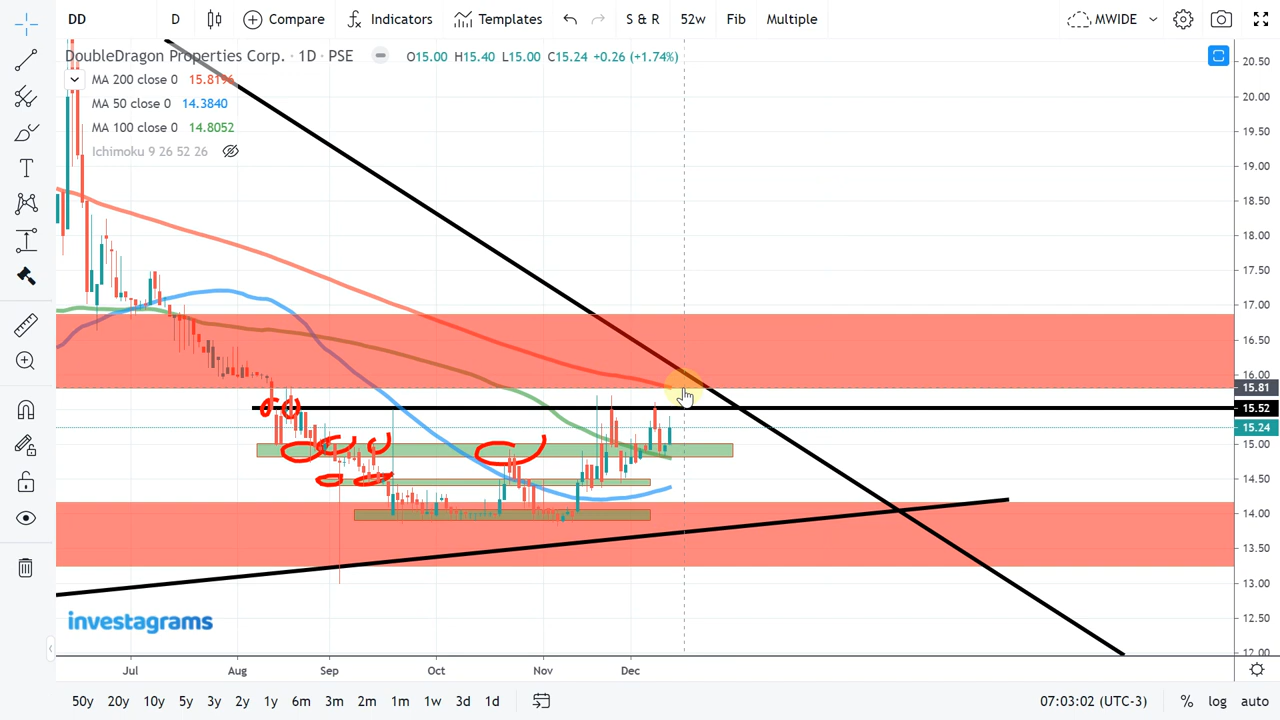 DD D Compare Indicators Templates S & R 52w Fib Multiple MWIDE
DoubleDragon Properties Corp. · 1D · PSE O15.00 H15.40 L15.00 C15.24 +0.26 (+1.74%)
MA 200 close 0 15.8196
MA 50 close 0 14.3840
MA 100 close 0 14.8052
Ichimoku 9 26 52 26
20.50
20.00
19.50
19.00
18.50
18.00
17.50
17.00
16.50
16.00
15.81
15.52
15.24
15.00
14.50
14.00
13.50
13.00
12.50
12.00
investagrams
Jul Aug Sep Oct Nov Dec
50y 20y 10y 5y 3y 2y 1y 6m 3m 2m 1m 1w 3d 1d 07:03:02 (UTC-3) % log auto